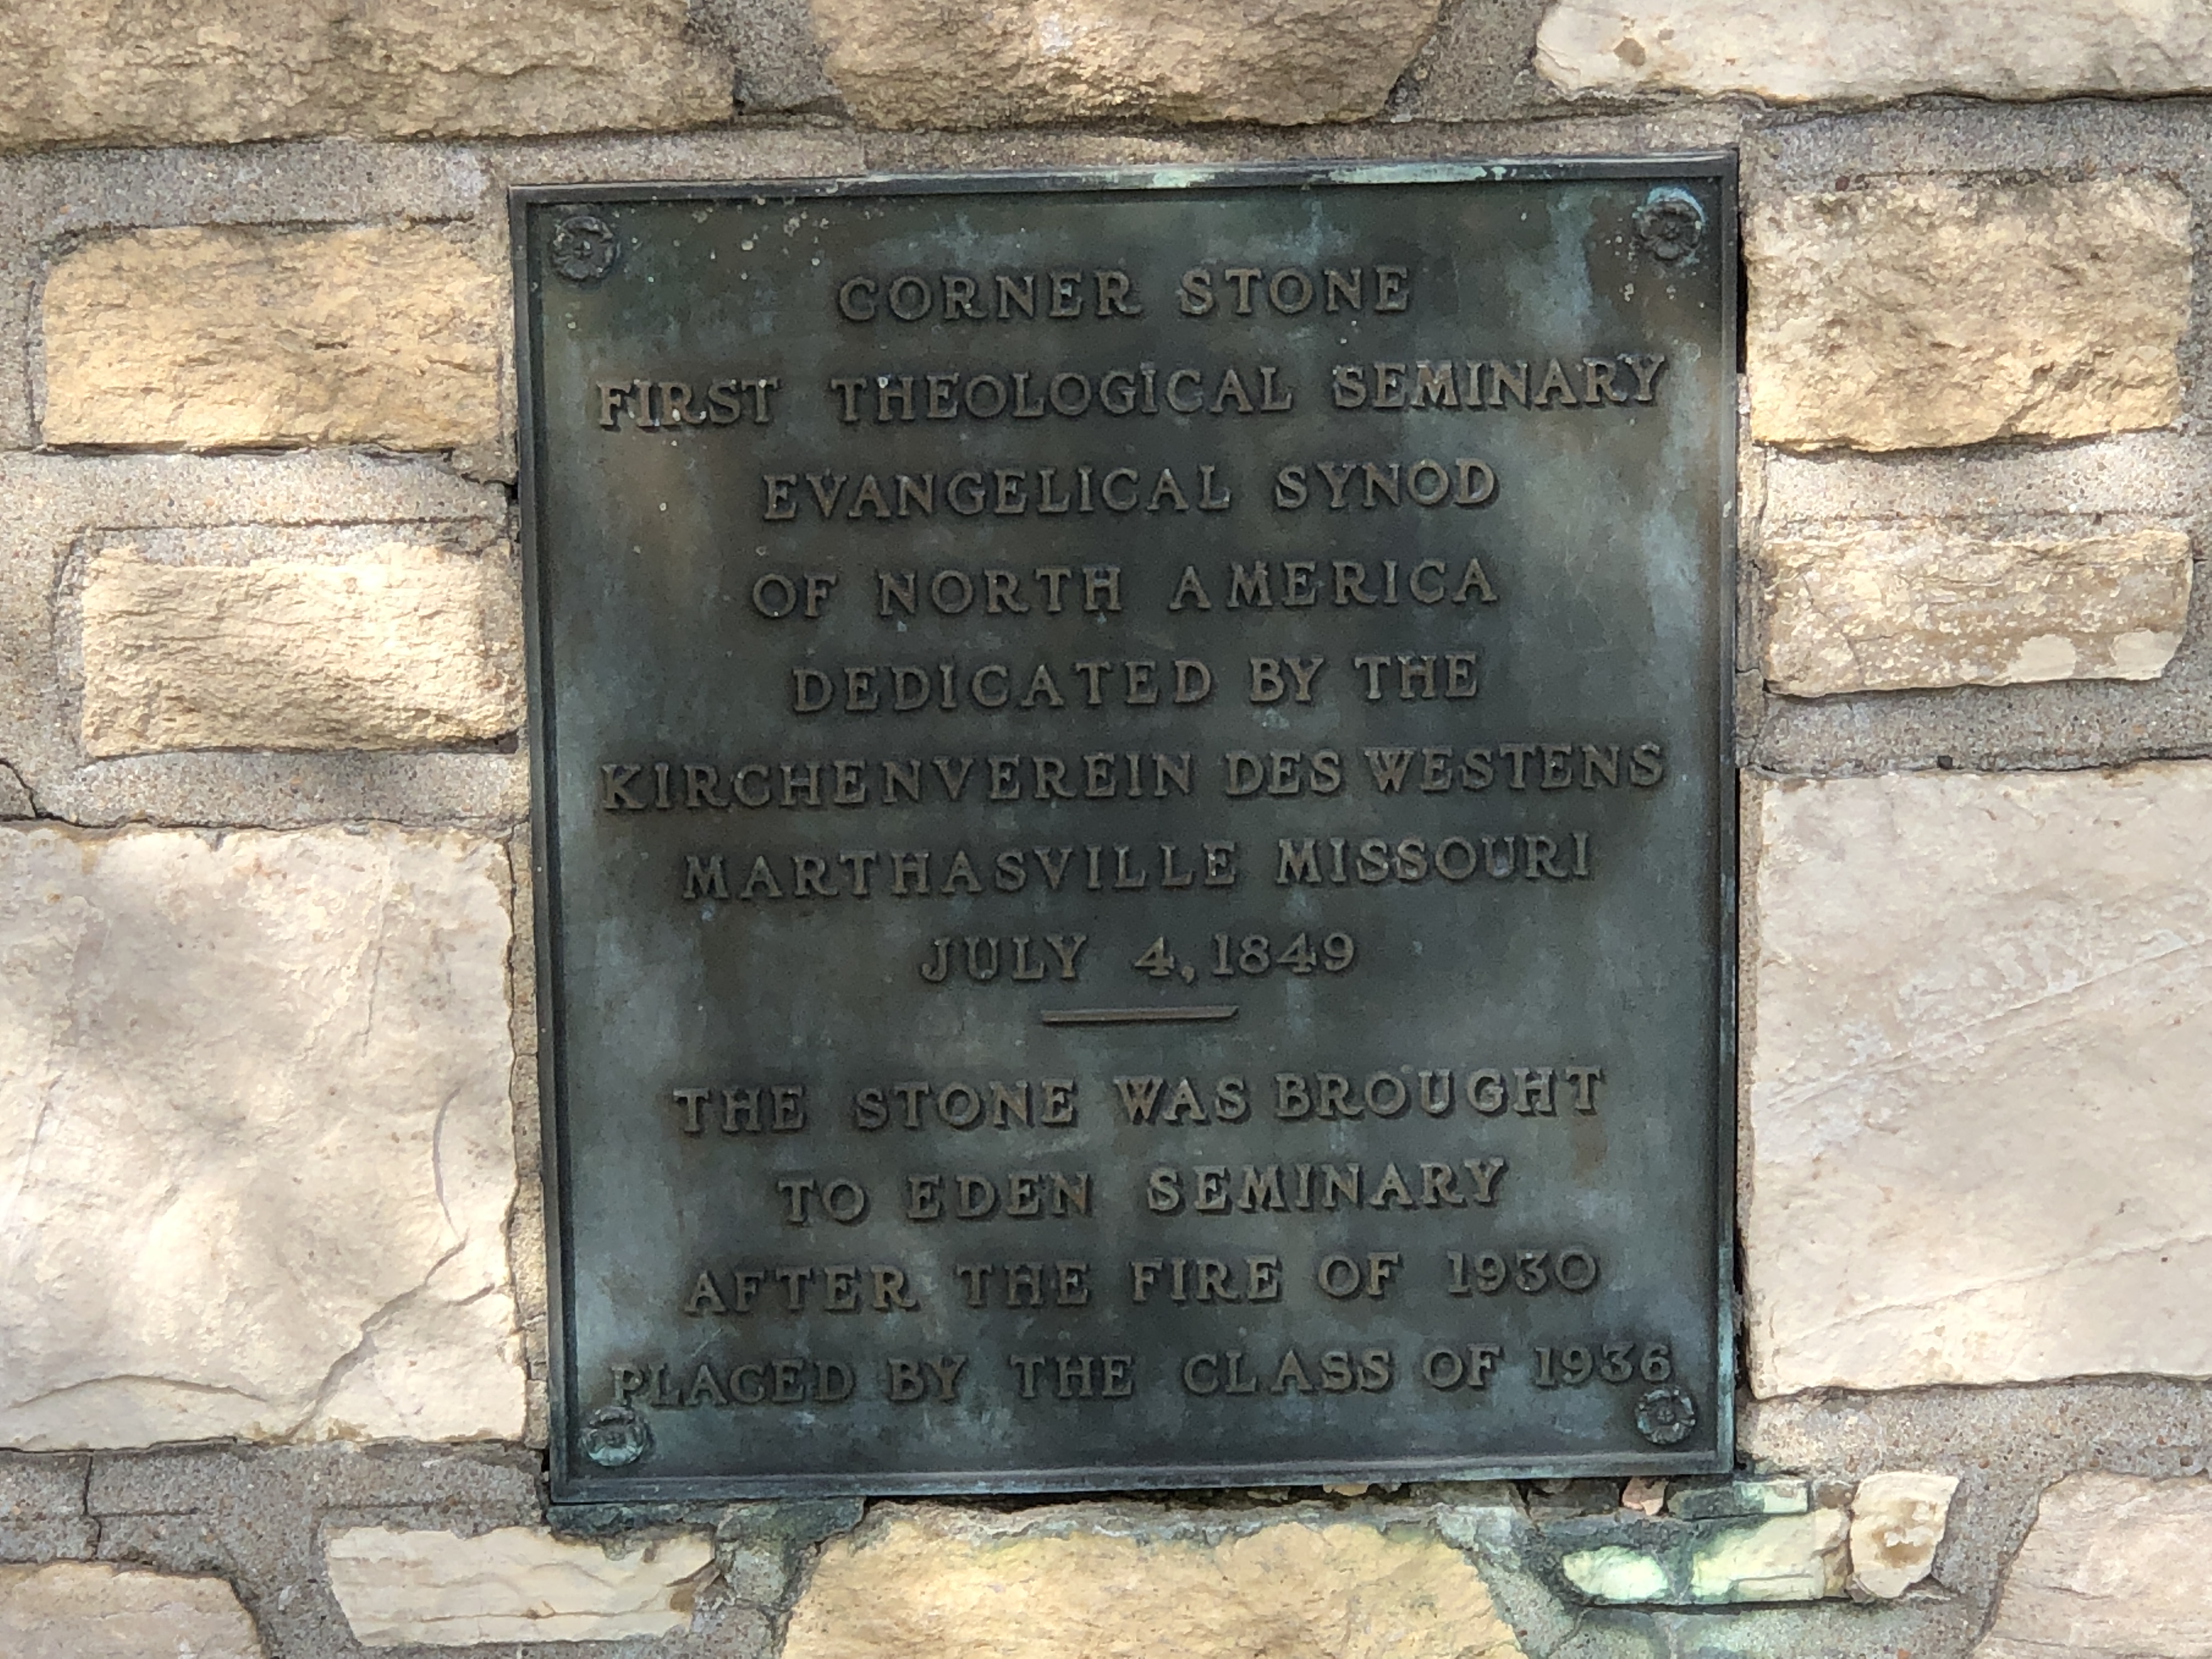 CORNER STONE
FIRST THEOLOGICAL SEMINARY
EVANGELICAL SYNOD
OF NORTH AMERICA
DEDICATED BY THE
KIRCHENVEREIN DES WESTENS
MARTHASVILLE MISSOURI
JULY 4, 1849
THE STONE WAS BROUGHT
TO EDEN SEMINARY
AFTER THE FIRE OF 1930
PLACED BY THE CLASS OF 1936